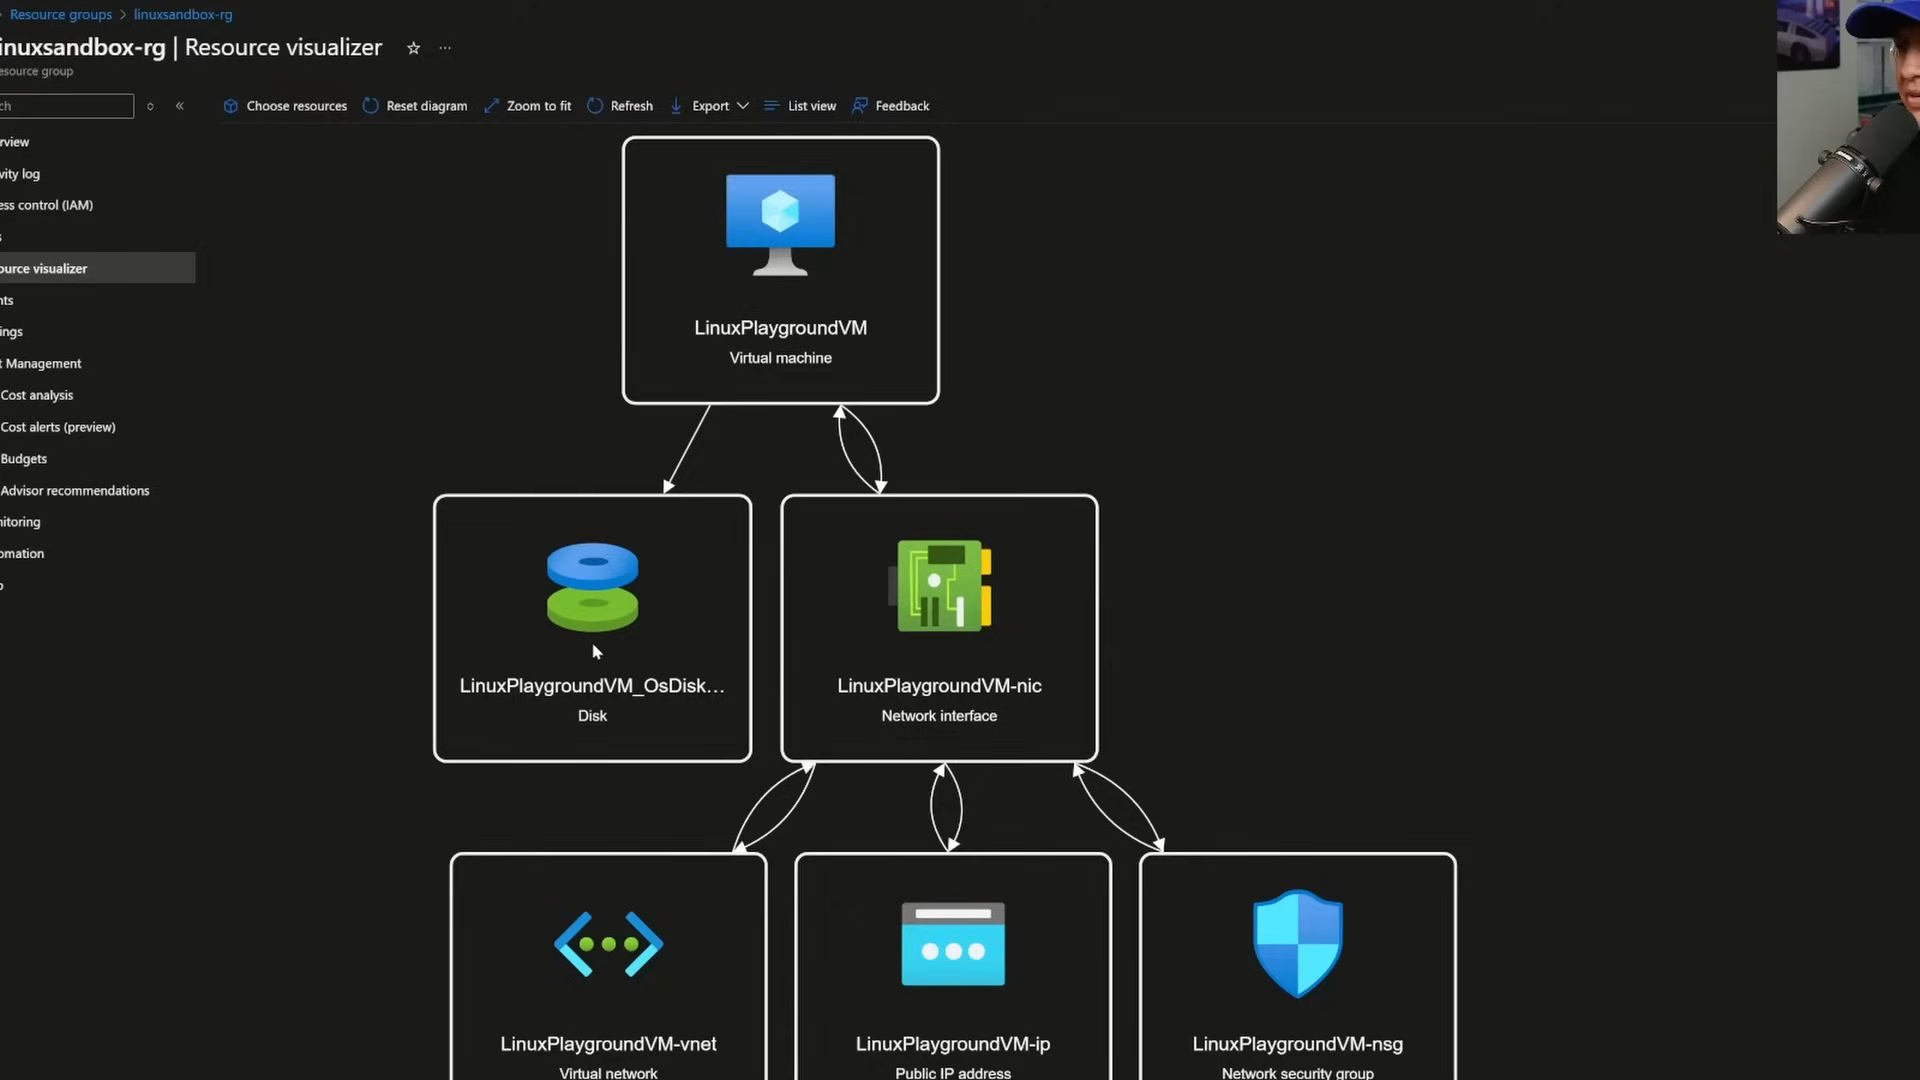 Resource groups > linuxsandbox-rg
inuxsandbox-rg | Resource visualizer ☆ ...
esource group
ch
Choose resources Reset diagram Zoom to fit Refresh Export List view Feedback
rview
vity log
ess control (IAM)
s
ource visualizer
nts
ings
t Management
Cost analysis
Cost alerts (preview)
Budgets
Advisor recommendations
nitoring
omation
p
LinuxPlaygroundVM
Virtual machine
LinuxPlaygroundVM_OsDisk...
Disk
LinuxPlaygroundVM-nic
Network interface
LinuxPlaygroundVM-vnet
Virtual network
LinuxPlaygroundVM-ip
Public IP address
LinuxPlaygroundVM-nsg
Network security group